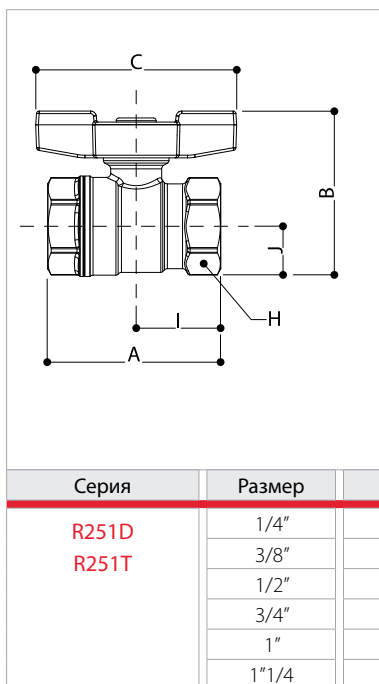 C
B
J
I
H
A
Серия Размер
R251D
R251T
1/4”
3/8”
1/2”
3/4”
1”
1”1/4